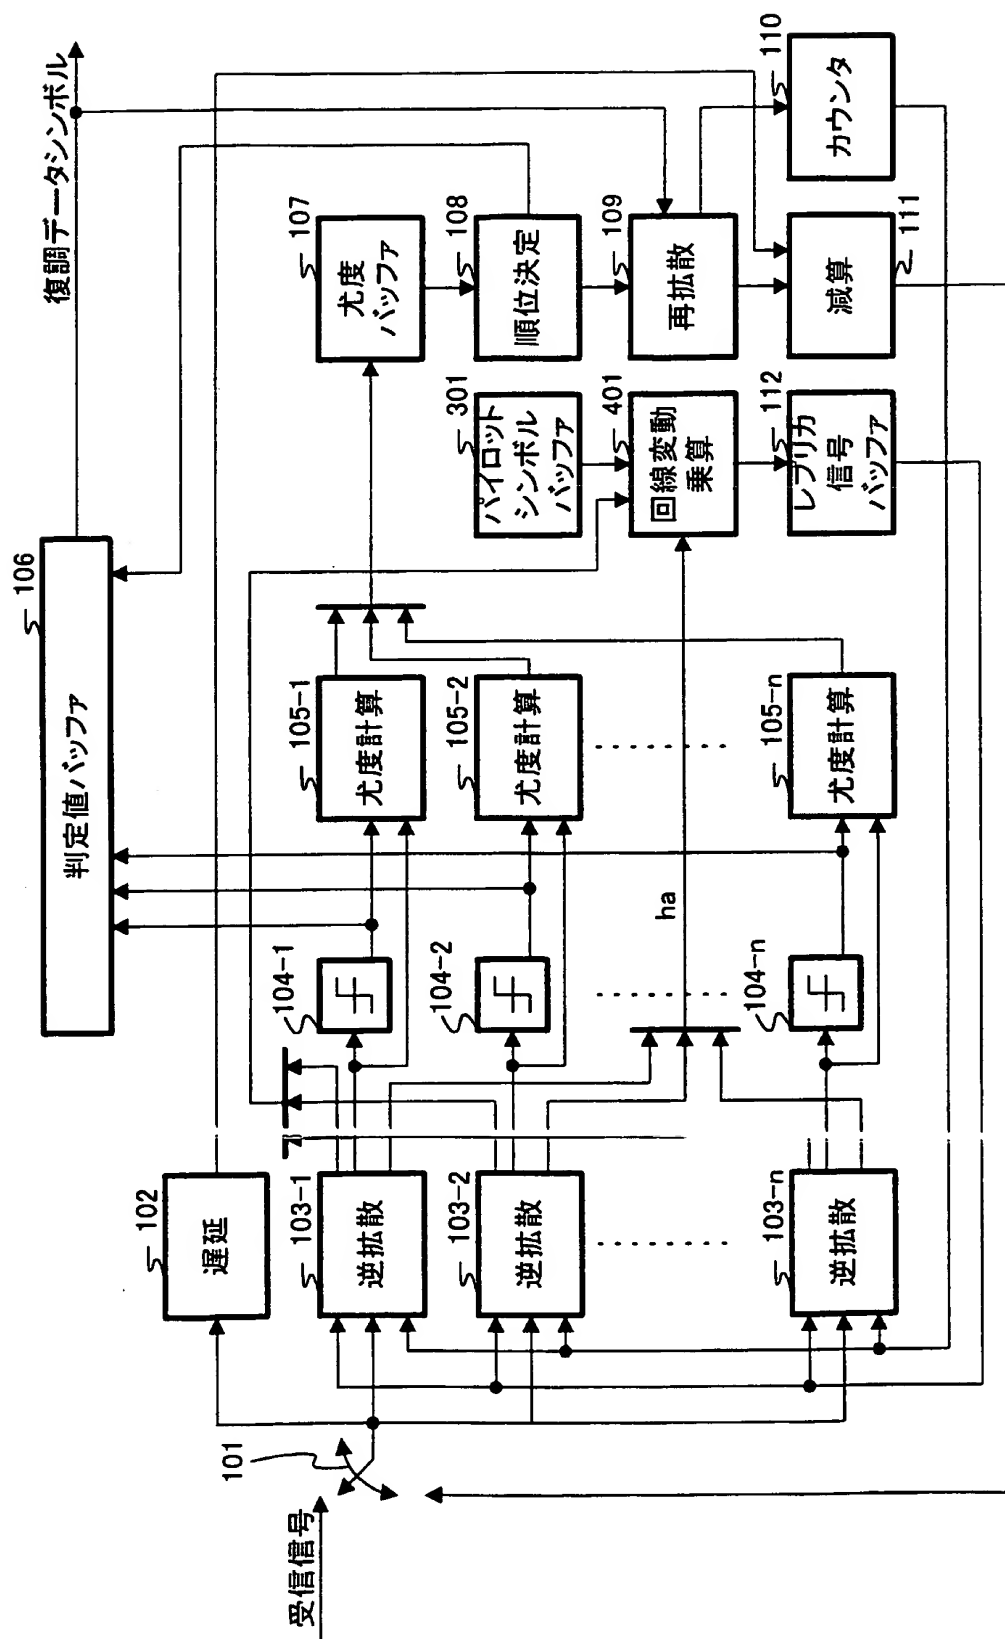 受信信号
101
102
遅延
103-1
逆拡散
103-2
逆拡散
103-n
逆拡散
104-1
104-2
104-n
ha
105-1
尤度計算
105-2
尤度計算
105-n
尤度計算
106
判定値バッファ
復調データシンボル
107
尤度
バッファ
108
順位決定
109
再拡散
110
カウンタ
111
減算
301
パイロット
シンボル
バッファ
401
回線変動
乗算
112
レプリカ
信号
バッファ